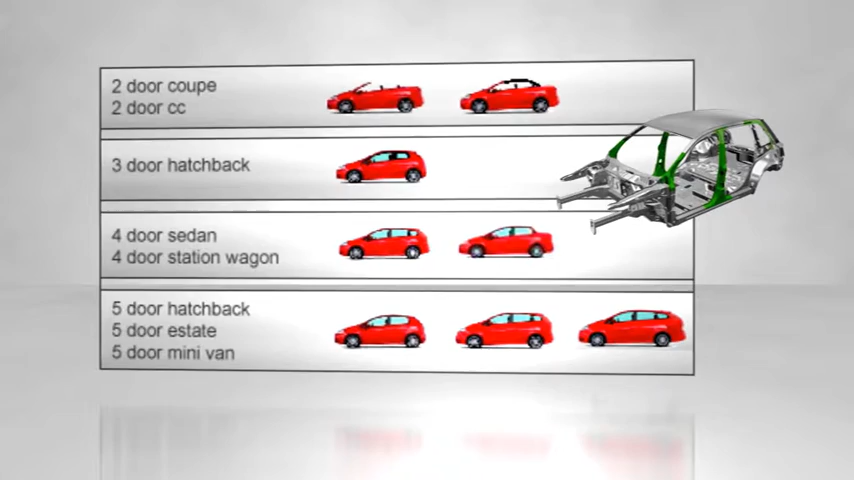 2 door coupe
2 door cc
3 door hatchback
4 door sedan
4 door station wagon
5 door hatchback
5 door estate
5 door mini van